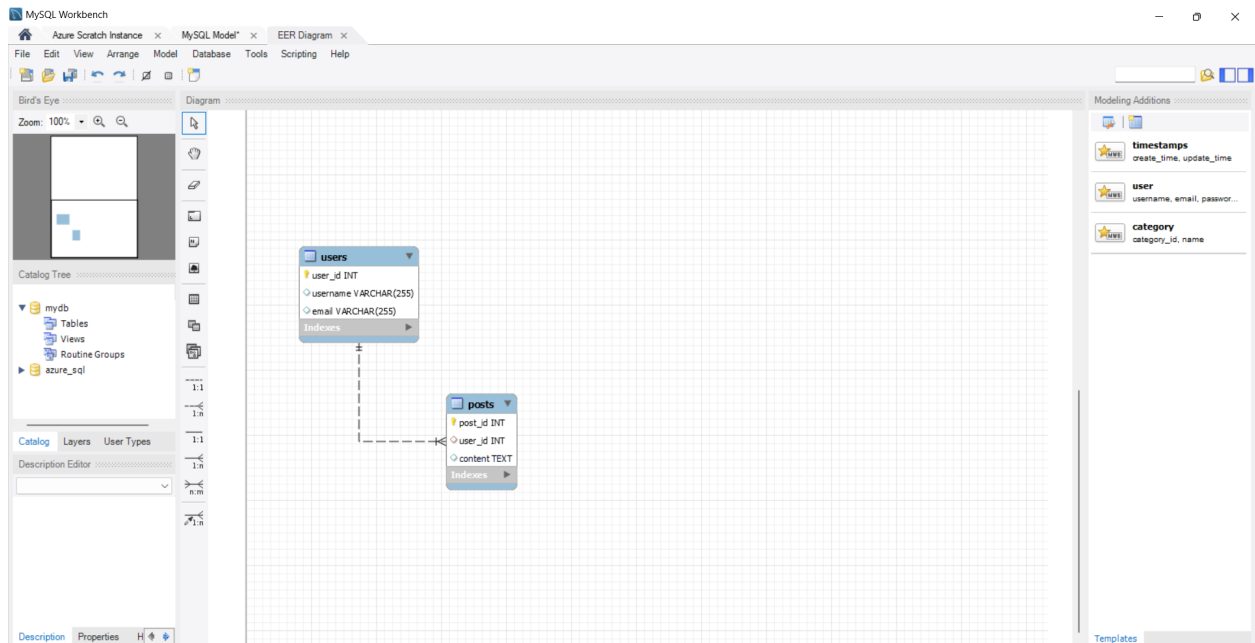 MySQL Workbench
Azure Scratch Instance
MySQL Model*
EER Diagram
File Edit View Arrange Model Database Tools Scripting Help
Bird's Eye
Diagram
Modeling Additions
Zoom: 100%
timestamps
create_time, update_time
user
username, email, passwor...
category
category_id, name
users
user_id INT
username VARCHAR(255)
email VARCHAR(255)
Indexes
posts
post_id INT
user_id INT
content TEXT
Indexes
Catalog Tree
mydb
Tables
Views
Routine Groups
azure_sql
1:1
1:n
1:1
1:n
n:m
1:n
Catalog Layers User Types
Description Editor
Description Properties H
Templates